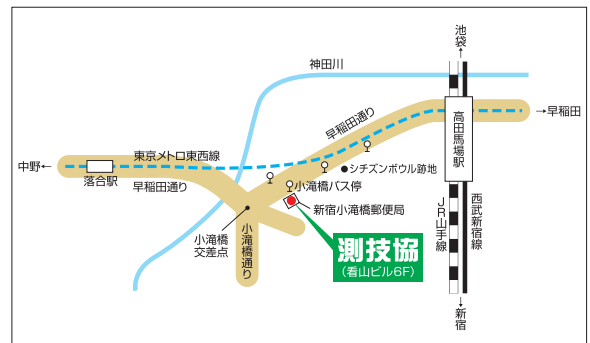 池袋
神田川
早稲田通り
高田馬場駅
→早稲田
東京メトロ東西線
中野←
落合駅
早稲田通り
●シチズンボウル跡地
小滝橋バス停
新宿小滝橋郵便局
小滝橋
交差点
小滝橋通り
測技協
(看山ビル6F)
JR山手線
西武新宿線
新宿